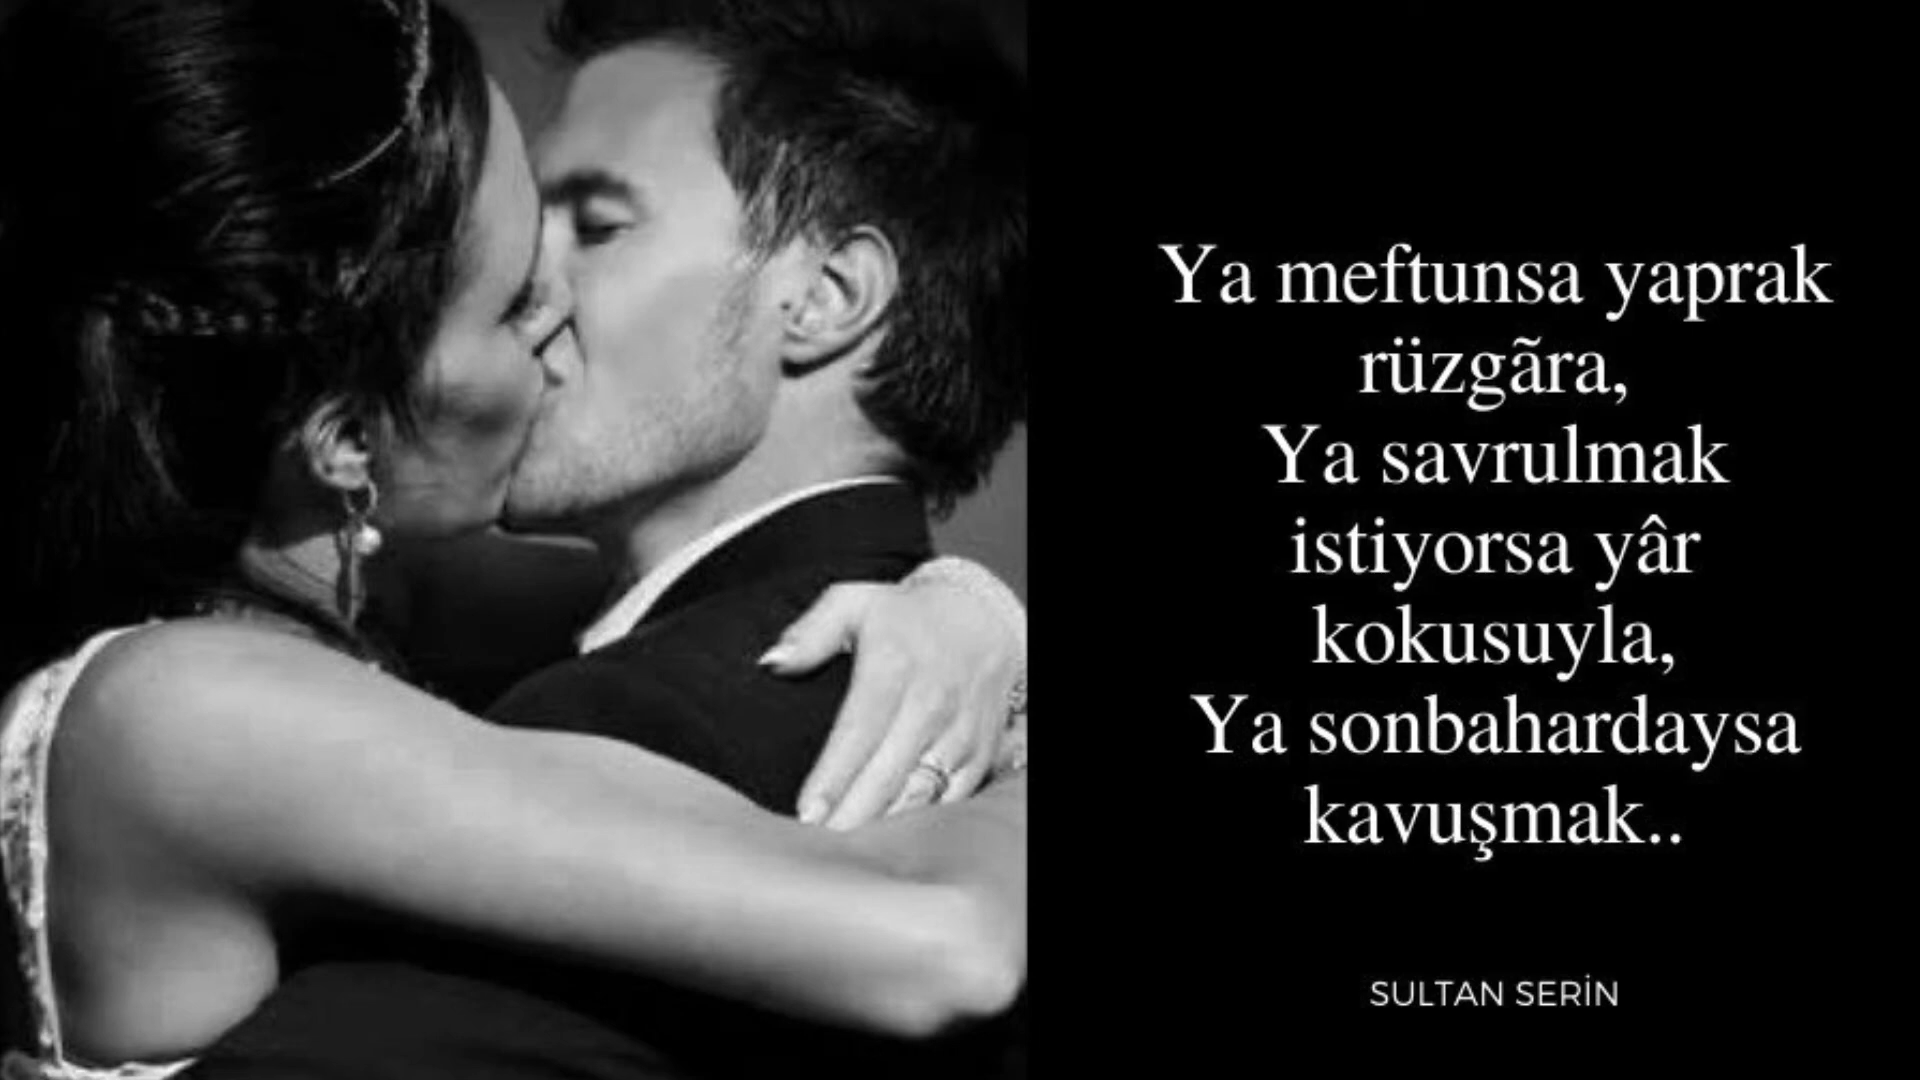 Ya meftunsa yaprak
rüzgãra,
Ya savrulmak
istiyorsa yâr
kokusuyla,
Ya sonbahardaysa
kavuşmak..
SULTAN SERİN